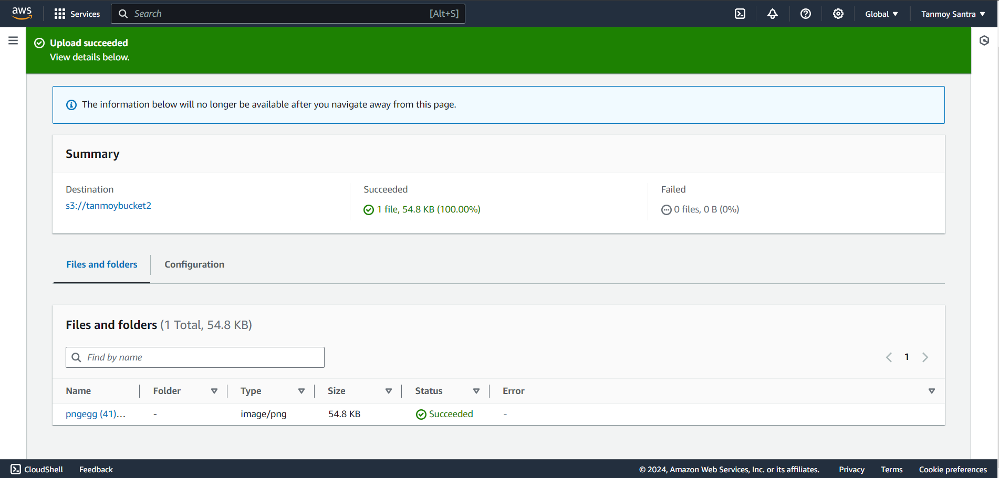 aws Services Search [Alt+S] Global Tanmoy Santra
Upload succeeded
View details below.
The information below will no longer be available after you navigate away from this page.
Summary
Destination Succeeded Failed
s3://tanmoybucket2 1 file, 54.8 KB (100.00%) 0 files, 0 B (0%)
Files and folders Configuration
Files and folders (1 Total, 54.8 KB)
Find by name 1
Name Folder Type Size Status Error
pngegg (41)... - image/png 54.8 KB Succeeded -
CloudShell Feedback © 2024, Amazon Web Services, Inc. or its affiliates. Privacy Terms Cookie preferences